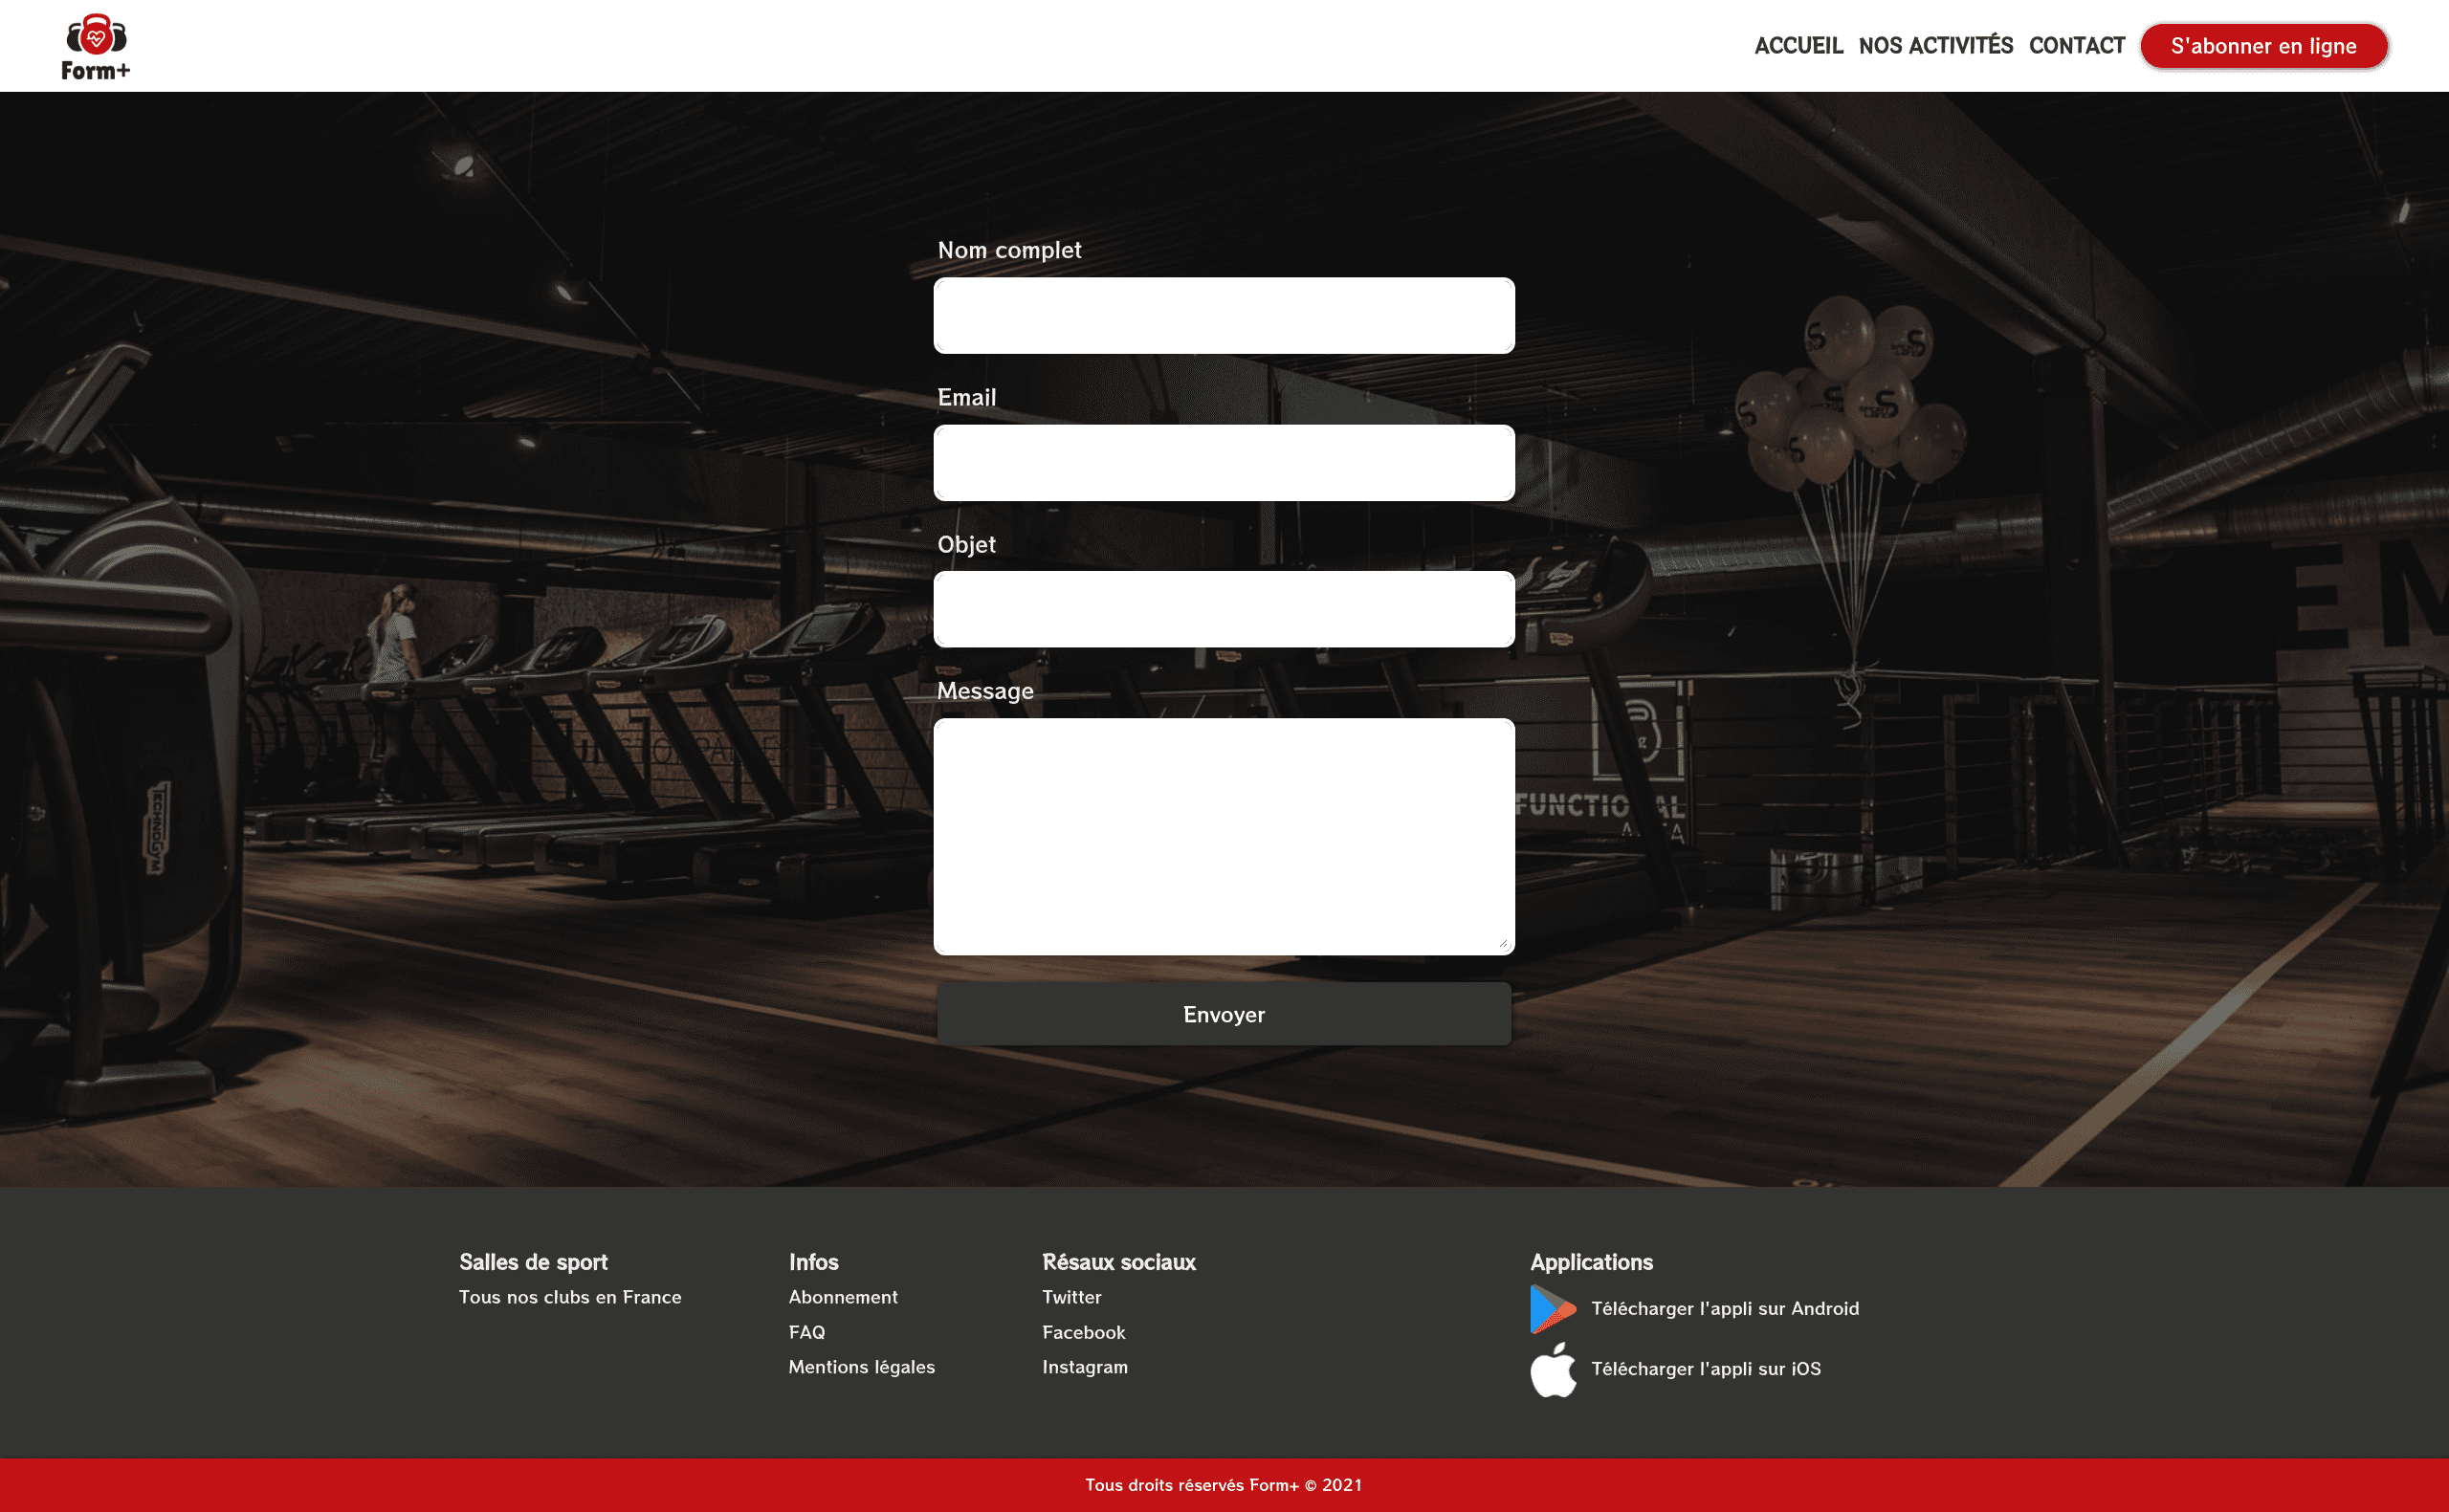 Form+
ACCUEIL NOS ACTIVITÉS CONTACT S'abonner en ligne
Nom complet
Email
Objet
Message
TECHNOGYM
FUNCTIONAL
Envoyer
Salles de sport
Tous nos clubs en France
Infos
Abonnement
FAQ
Mentions légales
Résaux sociaux
Twitter
Facebook
Instagram
Applications
Télécharger l'appli sur Android
Télécharger l'appli sur iOS
Tous droits réservés Form+ © 2021